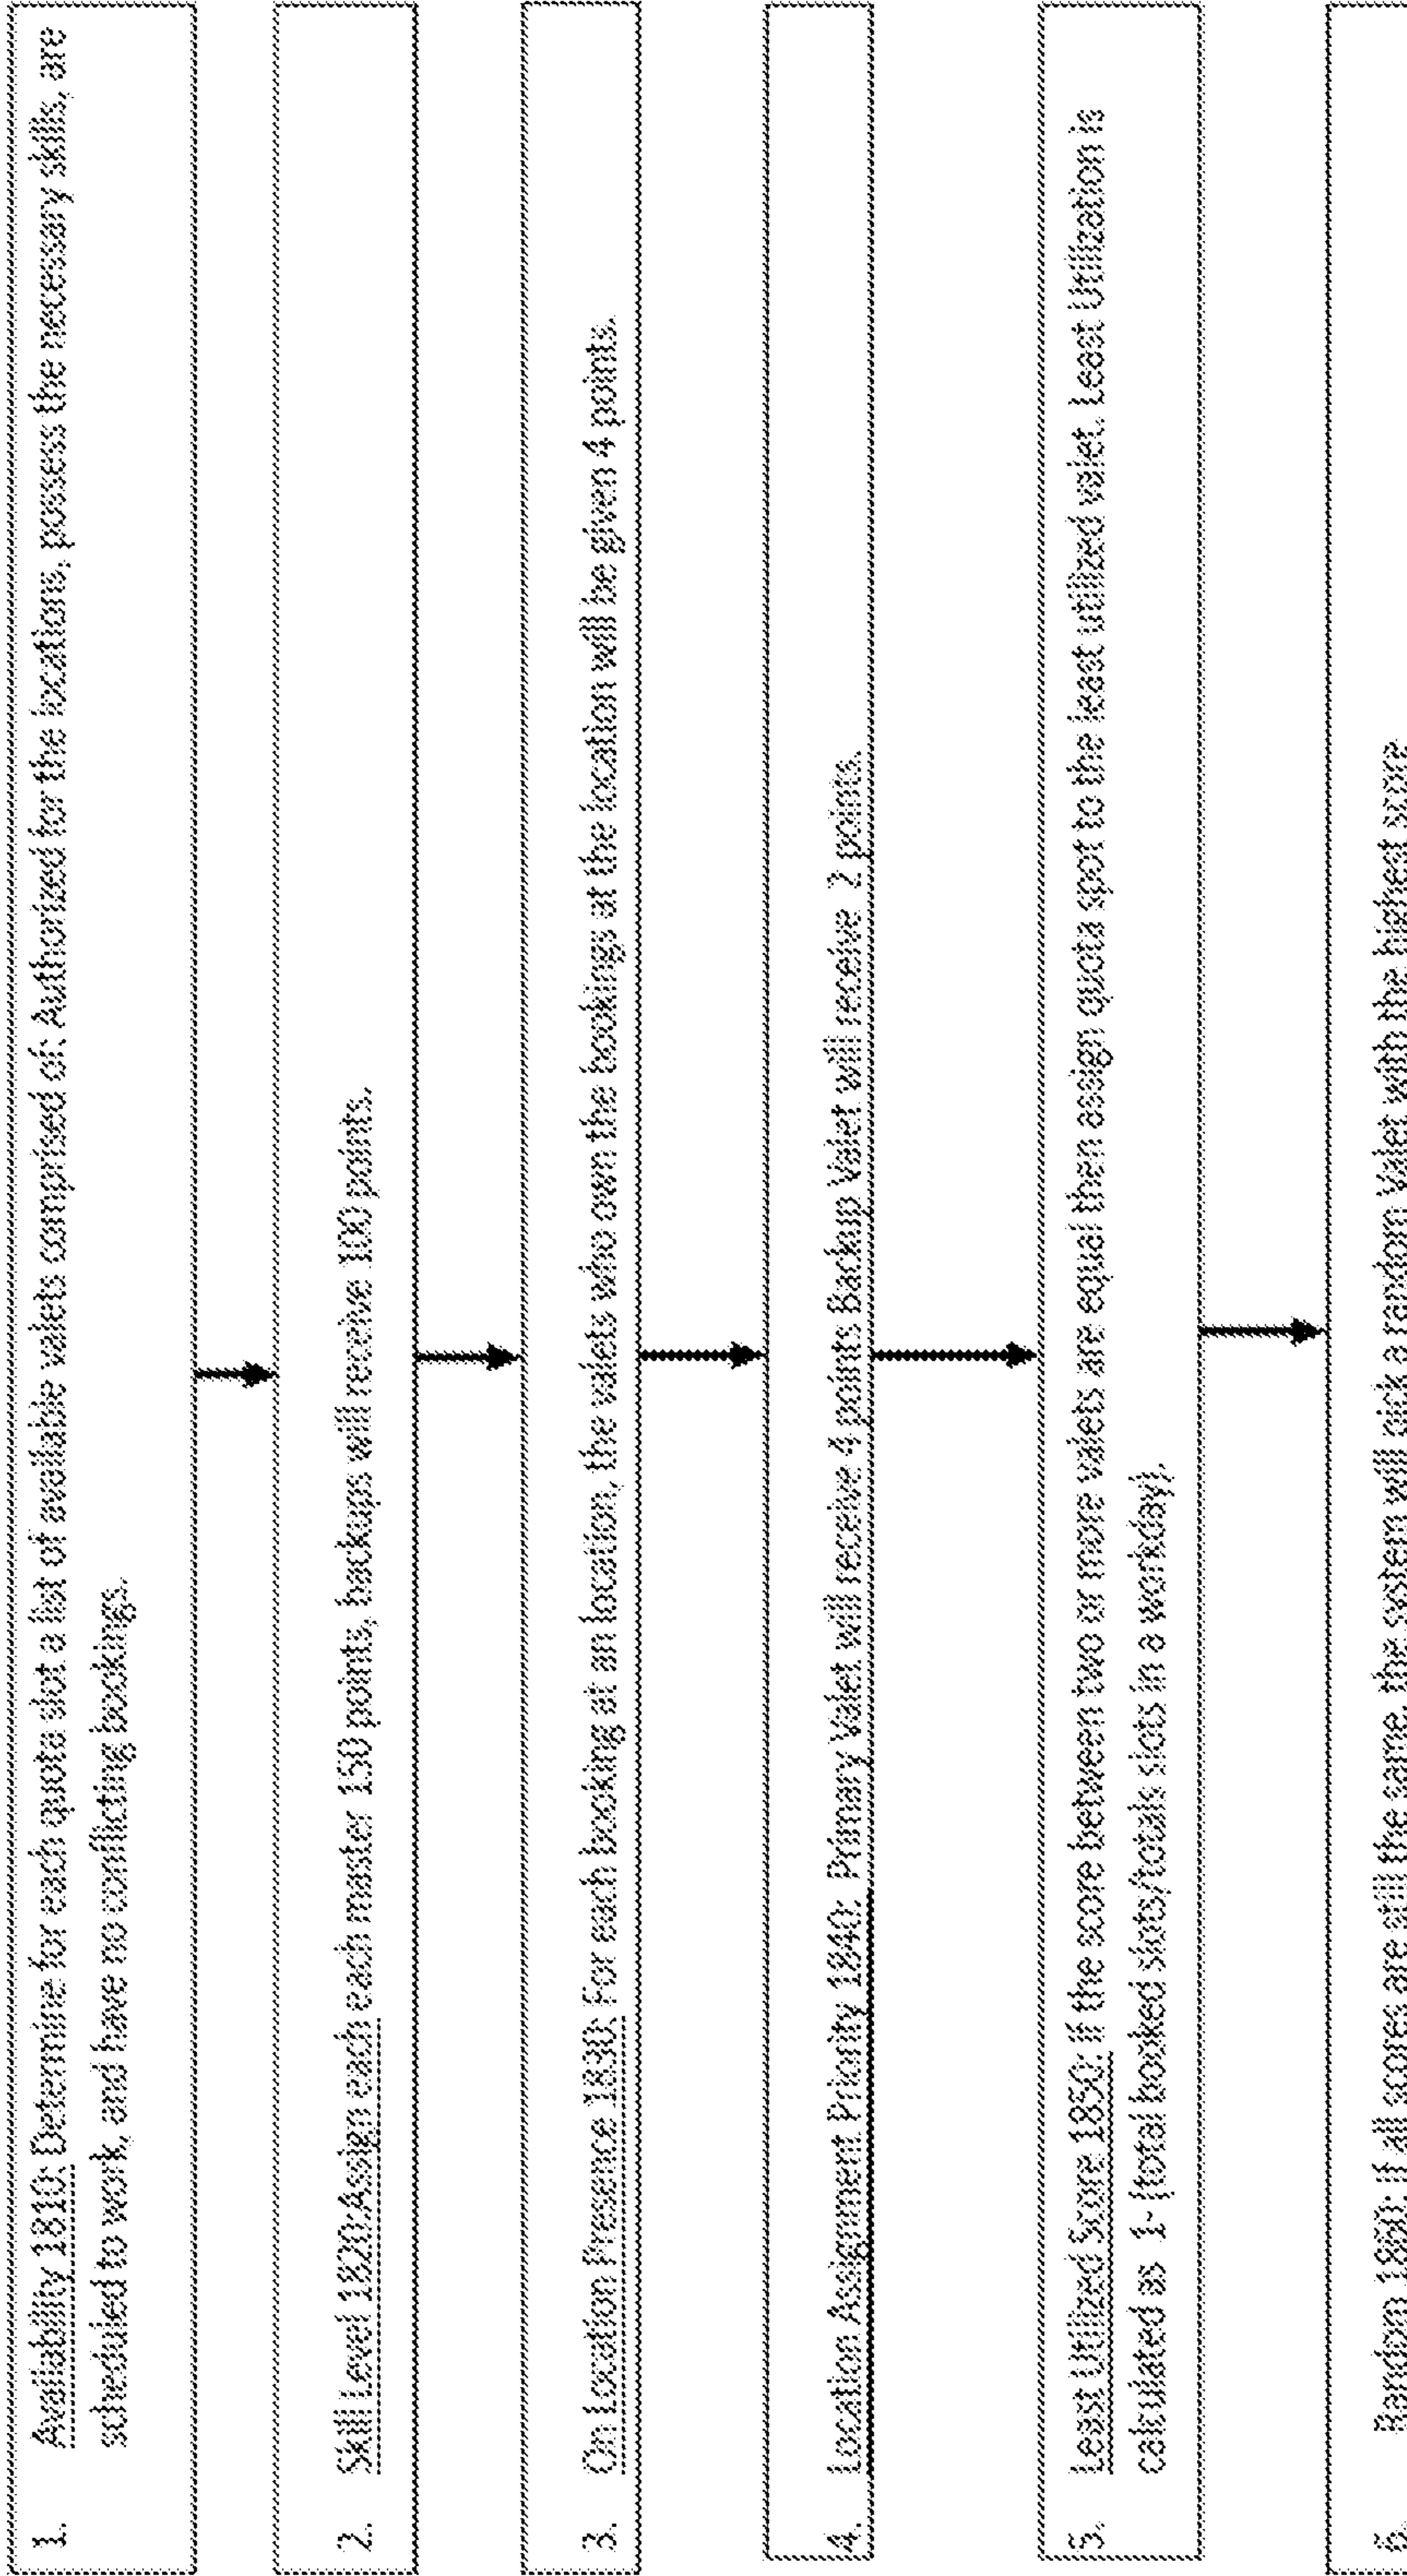 1. Availability 1810: Determine for each quota slot a list of available valets comprised of: Authorized for the locations, possess the necessary skills, are
scheduled to work, and have no conflicting bookings.
2. Skill Level 1820:Assign each each master 150 points, backups will receive 100 points.
3. On Location Presence 1830: For each booking at an location, the valets who own the bookings at the location will be given 4 points.
4. Location Assignment Priority 1840: Primary Valet will receive 4 points Backup Valet will receive 2 points.
5. Least Utilized Score 1850: if the score between two or more valets are equal then assign quota spot to the least utilized valet. Least Utilization is
calculated as 1- (total booked slots/totals slots in a workday).
6. Random 1860: if all scores are still the same, the system will pick a random Valet with the highest score